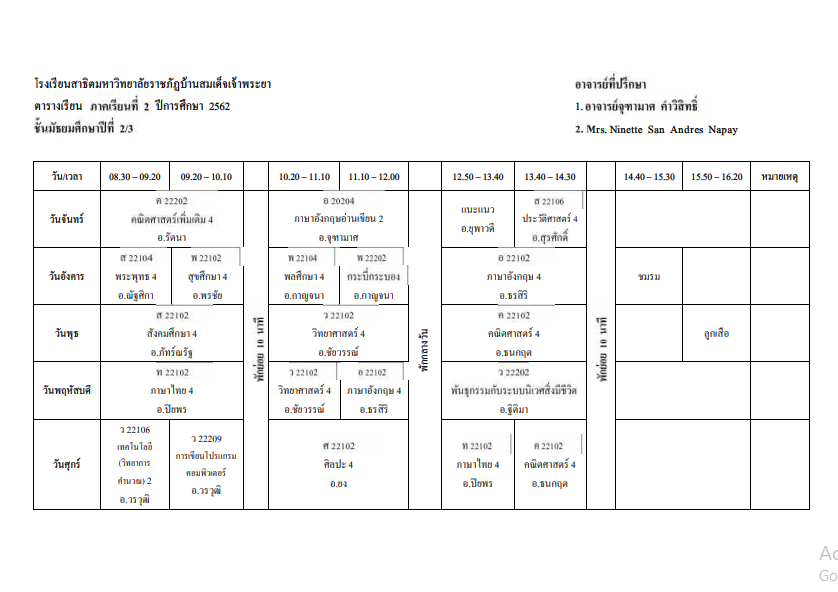 โรงเรียนสาธิตมหาวิทยาลัยราชภัฏบ้านสมเด็จเจ้าพระยา
ตารางเรียน ภาคเรียนที่ 2 ปีการศึกษา 2562
ชั้นมัธยมศึกษาปีที่ 2/3
อาจารย์ที่ปรึกษา
1. อาจารย์จุฑามาศ คำวิสิทธิ์
2. Mrs. Ninette San Andres Napay
วัน/เวลา 08.30 – 09.20 09.20 – 10.10 10.20 – 11.10 11.10 – 12.00 12.50 – 13.40 13.40 – 14.30 14.40 – 15.30 15.50 – 16.20 หมายเหตุ
พักย่อย 10 นาที
พักกลางวัน
พักย่อย 10 นาที
วันจันทร์
ค 22202
คณิตศาสตร์เพิ่มเติม 4
อ.รัตนา
อ 20204
ภาษาอังกฤษอ่านเขียน 2
อ.จุฑามาศ
แนะแนว
อ.ยุพาวดี
ส 22106
ประวัติศาสตร์ 4
อ.สุรศักดิ์
วันอังคาร
ส 22104
พระพุทธ 4
อ.ณัฐศิกา
พ 22102
สุขศึกษา 4
อ.พรชัย
พ 22104
พลศึกษา 4
อ.กาญจนา
พ 22202
กระบี่กระบอง
อ.กาญจนา
อ 22102
ภาษาอังกฤษ 4
อ.ธรสิริ
ชมรม
วันพุธ
ส 22102
สังคมศึกษา 4
อ.ภัทร์ณรัฐ
ว 22102
วิทยาศาสตร์ 4
อ.ชัยวรรณ์
ค 22102
คณิตศาสตร์ 4
อ.ธนกฤต
ลูกเสือ
วันพฤหัสบดี
ท 22102
ภาษาไทย 4
อ.ปิยพร
ว 22102
วิทยาศาสตร์ 4
อ.ชัยวรรณ์
อ 22102
ภาษาอังกฤษ 4
อ.ธรสิริ
ว 22202
พันธุกรรมกับระบบนิเวศสิ่งมีชีวิต
อ.ฐิติมา
วันศุกร์
ว 22106
เทคโนโลยี
(วิทยาการ
คำนวณ) 2
อ.วรวุฒิ
ว 22209
การเขียนโปรแกรม
คอมพิวเตอร์
อ.วรวุฒิ
ศ 22102
ศิลปะ 4
อ.ยง
ท 22102
ภาษาไทย 4
อ.ปิยพร
ค 22102
คณิตศาสตร์ 4
อ.ธนกฤต
Ac
Go